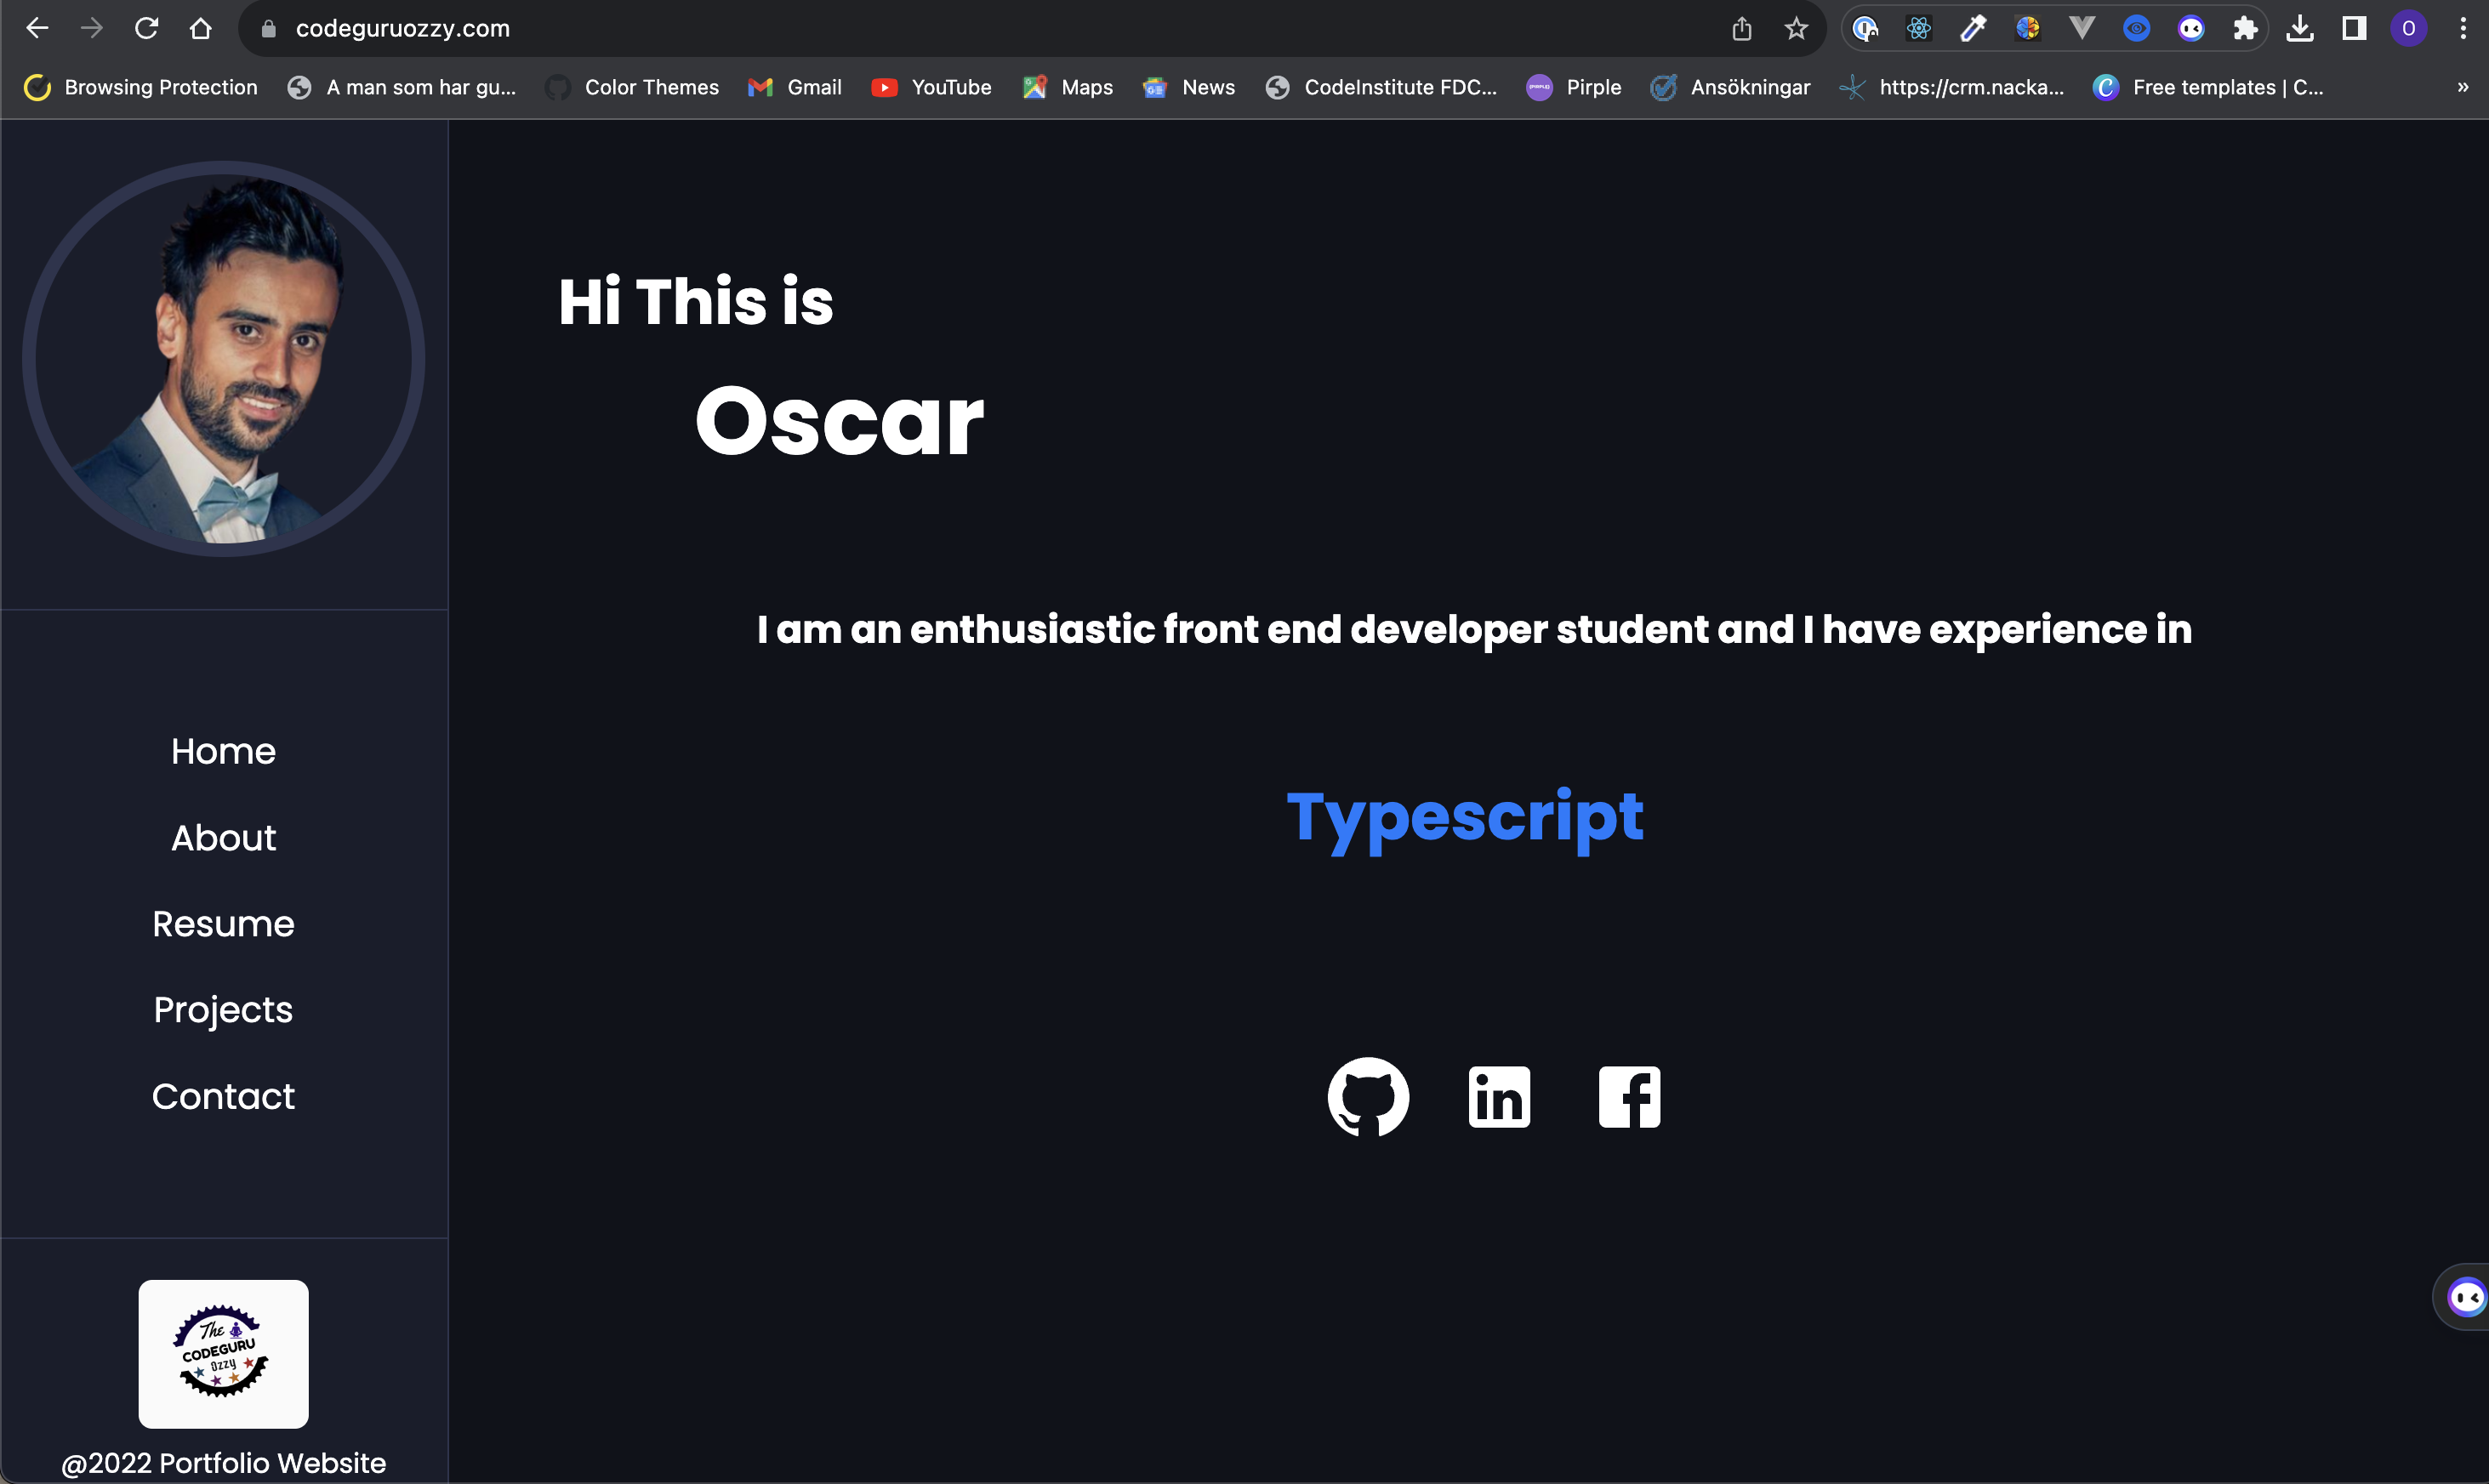 codeguruozzy.com
O
Browsing Protection
A man som har gu...
Color Themes
Gmail
YouTube
Maps
News
CodeInstitute FDC...
Pirple
Ansökningar
https://crm.nacka...
Free templates | C...
»
Hi This is
Oscar
I am an enthusiastic front end developer student and I have experience in
Typescript
Home
About
Resume
Projects
Contact
in
f
The
CODEGURU
Ozzy
@2022 Portfolio Website